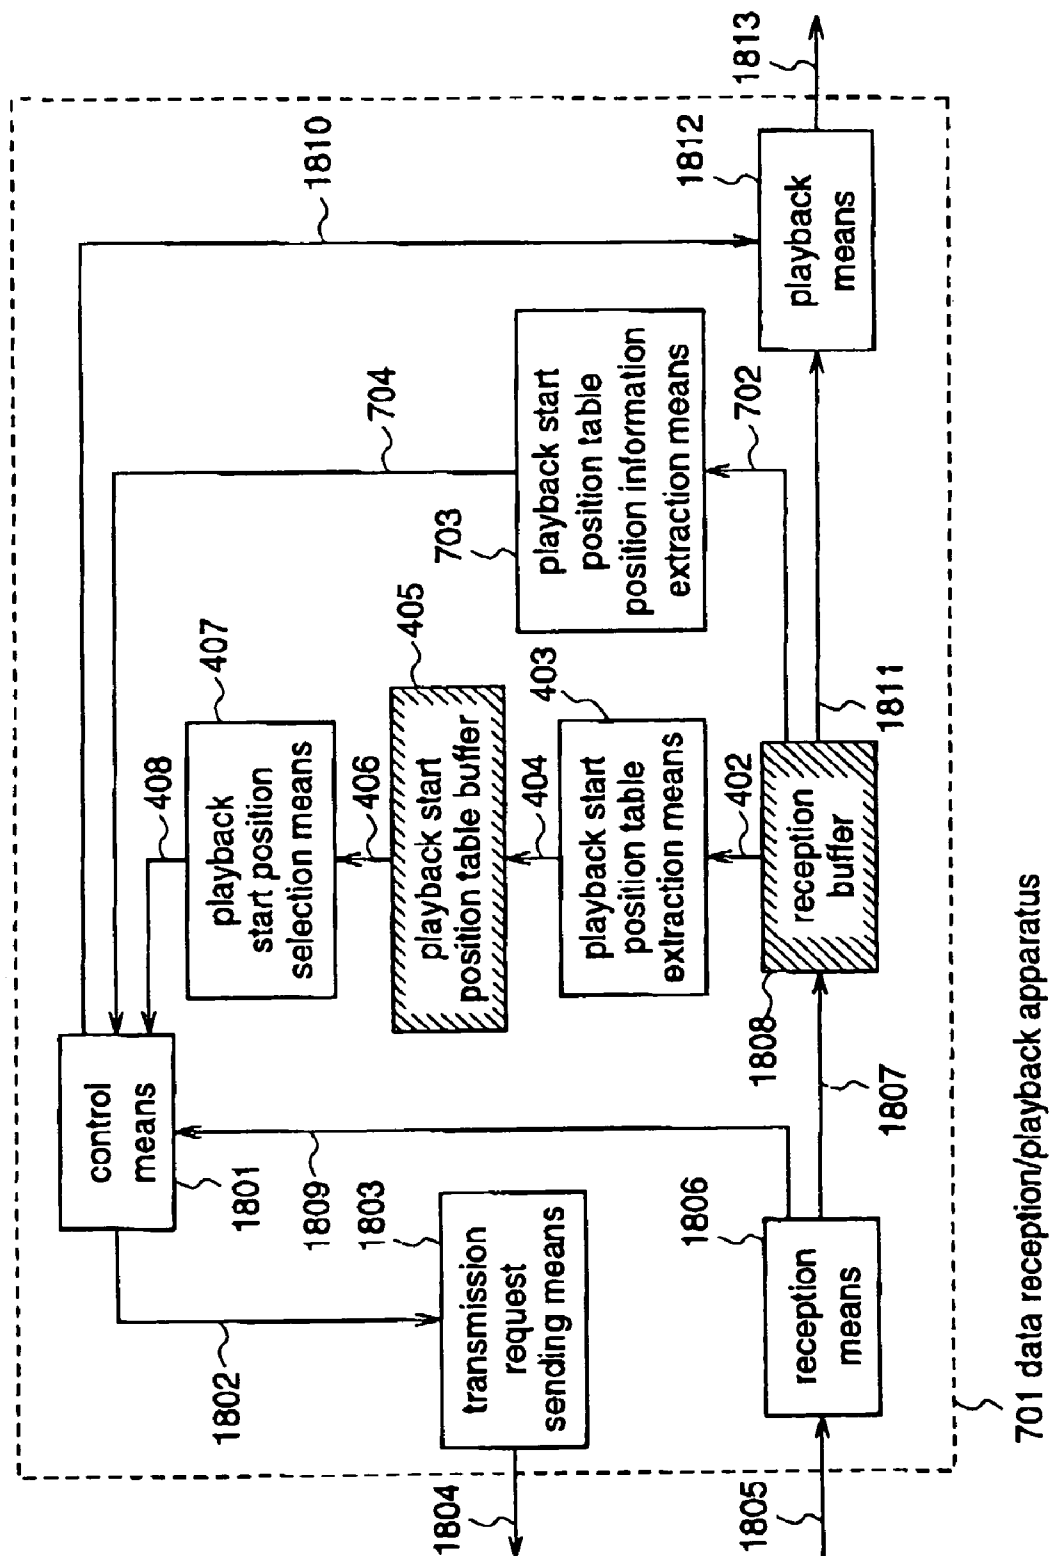 1810
control
means
408
407
playback
start position
selection means
704
1802
1801
1809
406
405
playback start
position table buffer
703
playback start
position table
position information
extraction means
1803
transmission
request
sending means
404
403
playback start
position table
extraction means
1804
402
702
1806
1808
1812
reception
means
reception
buffer
playback
means
1805
1807
1811
1813
701 data reception/playback apparatus